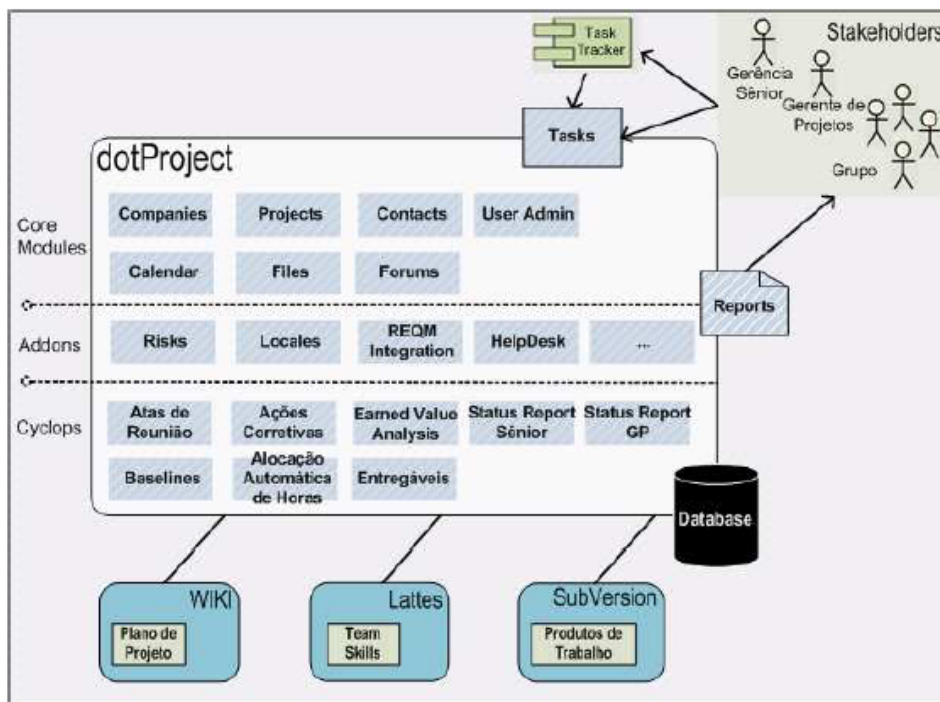 Task
Tracker
Stakeholders
Gerência
Sênior
Gerente de
Projetos
Grupo
Tasks
dotProject
Core
Modules
Companies
Projects
Contacts
User Admin
Calendar
Files
Forums
Reports
Addons
Risks
Locales
REQM
Integration
HelpDesk
...
Cyclops
Atas de
Reunião
Ações
Corretivas
Earned Value
Analysis
Status Report
Sênior
Status Report
GP
Baselines
Alocação
Automática
de Horas
Entregáveis
Database
WIKI
Plano de
Projeto
Lattes
Team
Skills
SubVersion
Produtos de
Trabalho